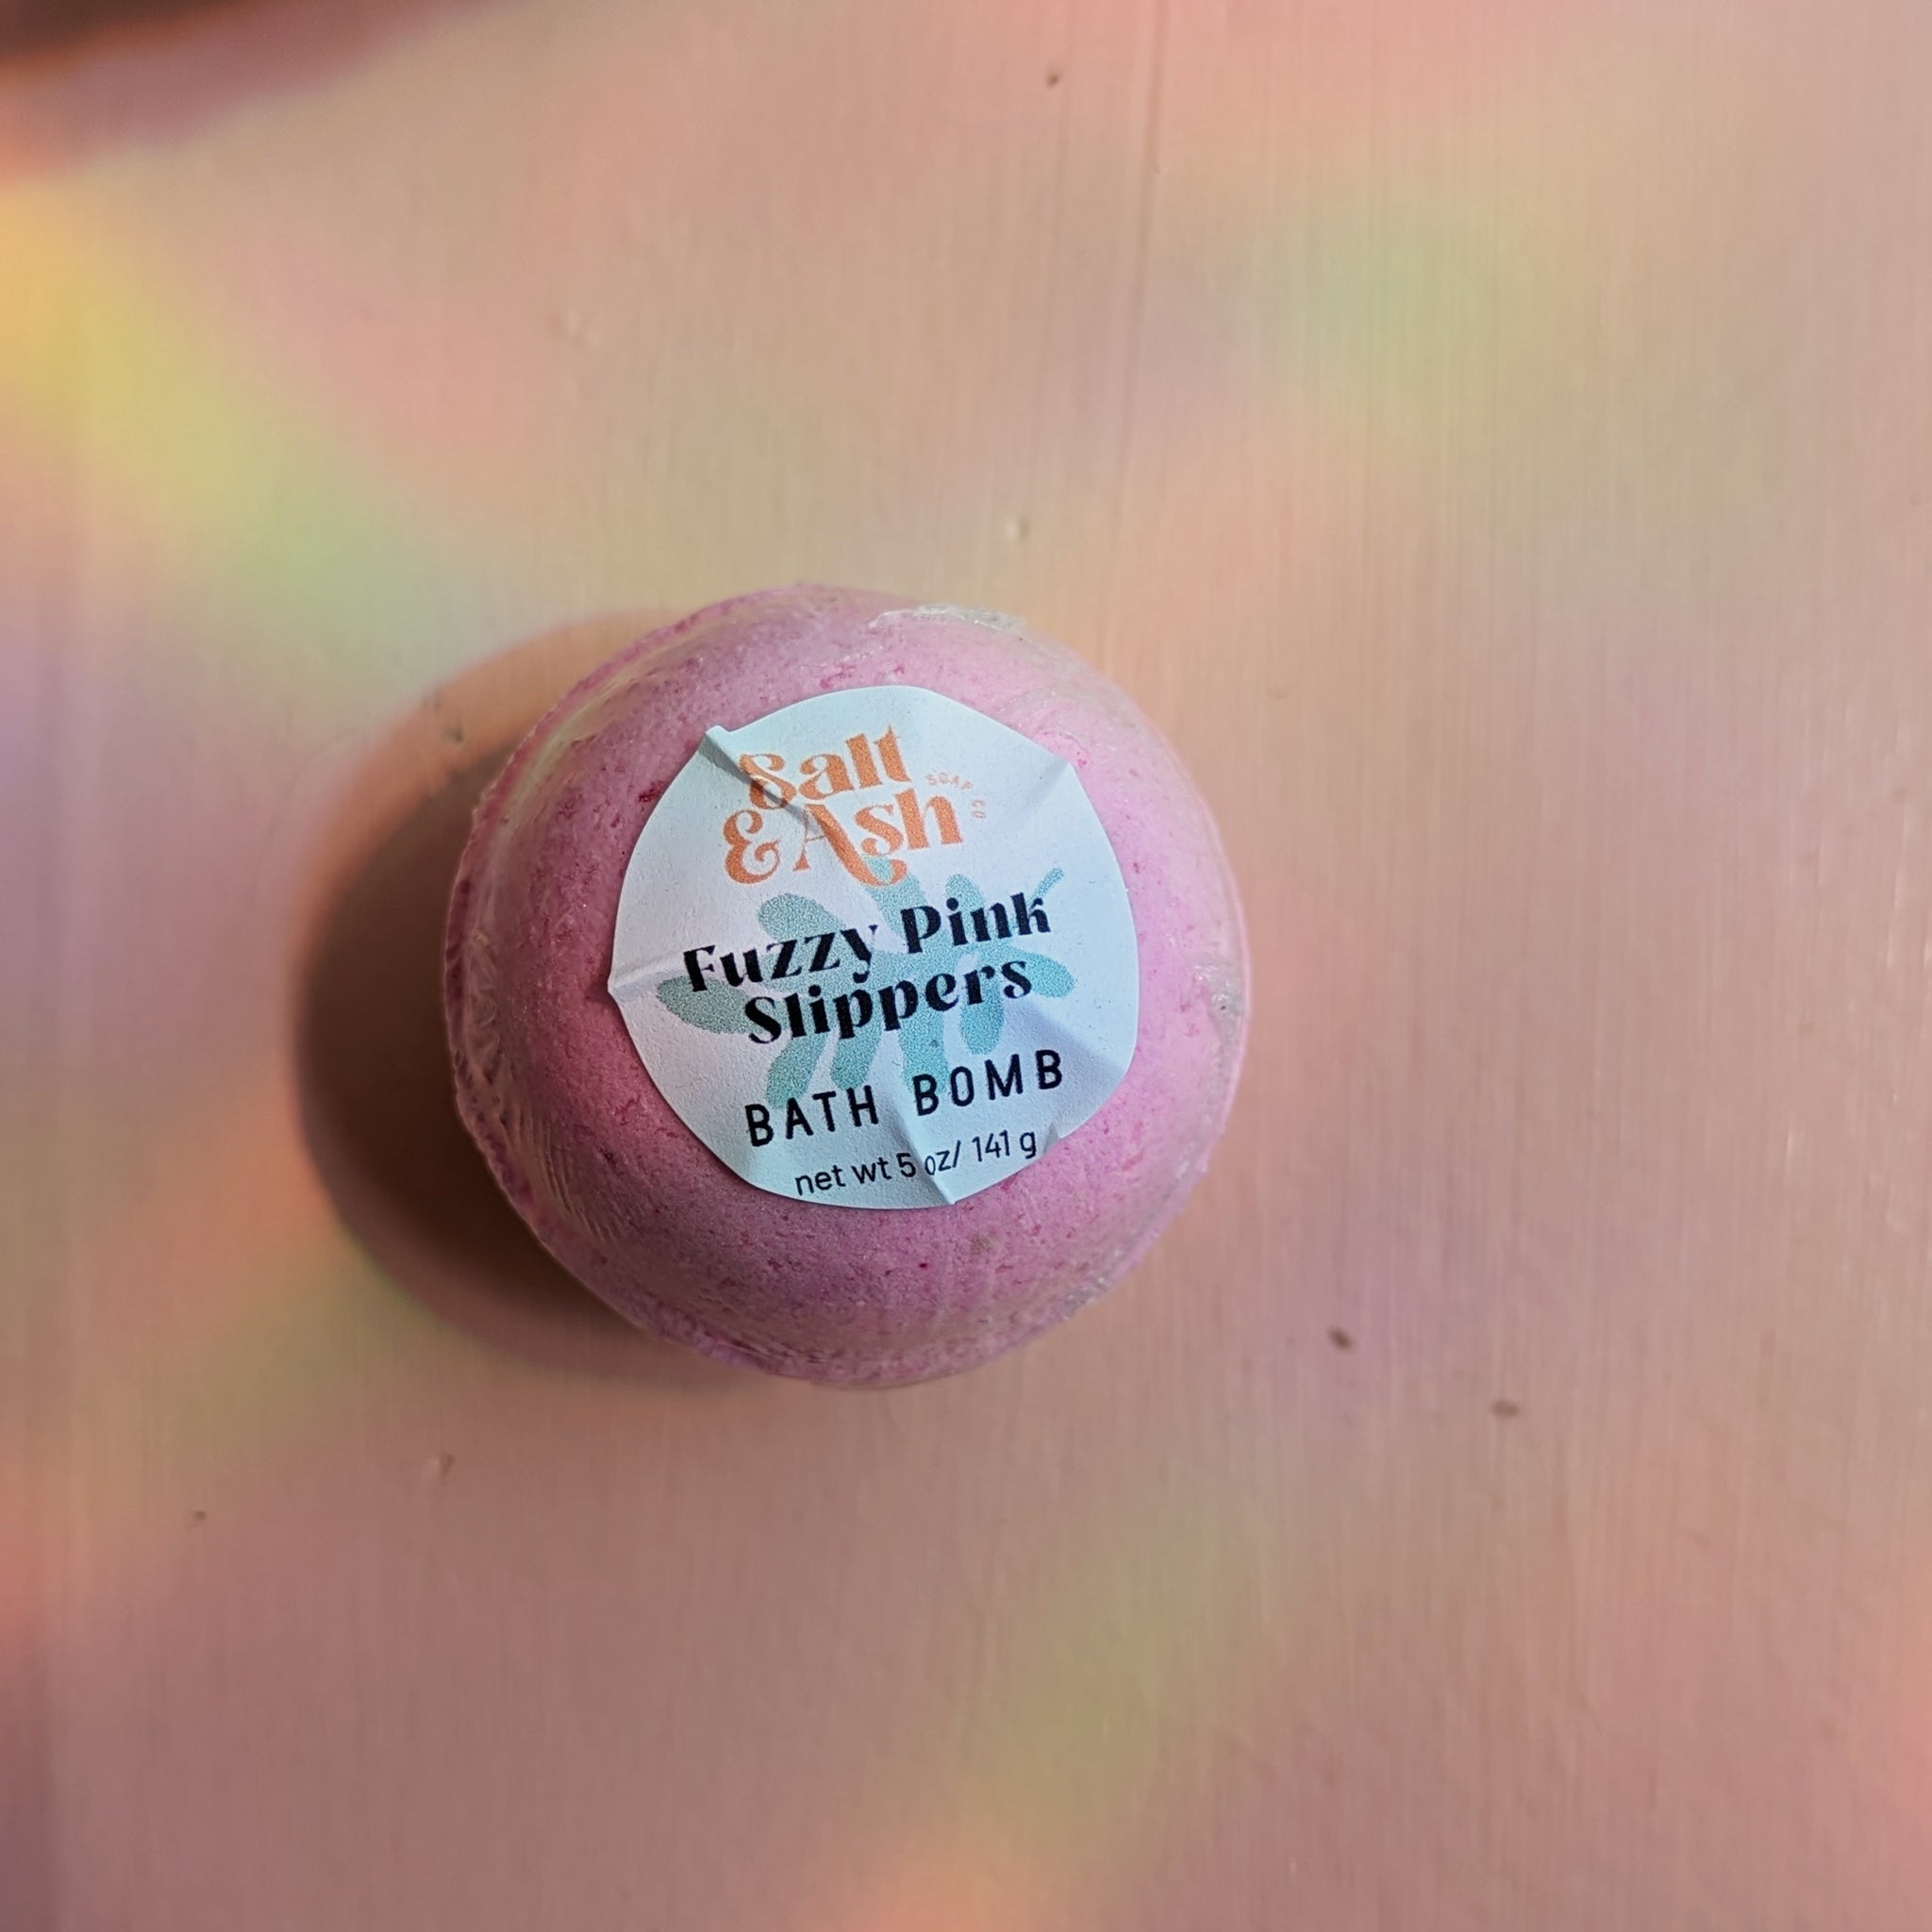 Salt
& Ash
SOAP CO
Fuzzy Pink
Slippers
BATH BOMB
net wt 5 oz/ 141 g